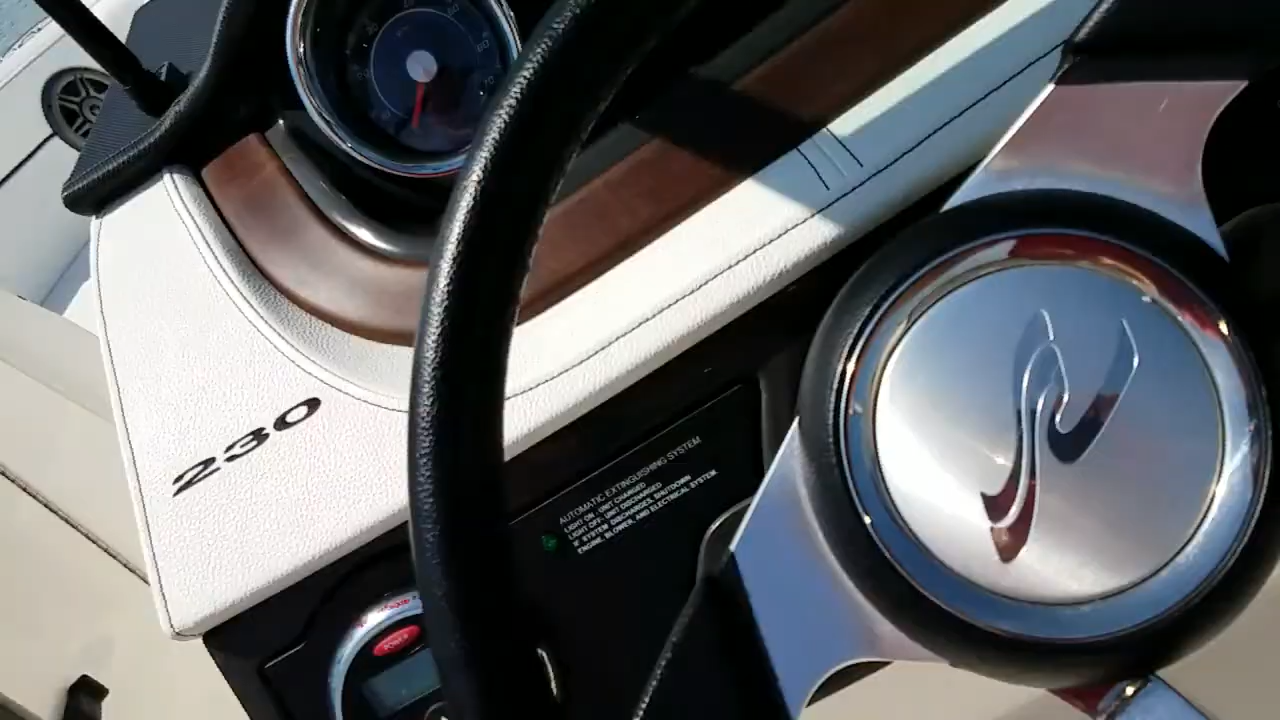 230
AUTOMATIC EXTINGUISHING SYSTEM
LIGHT ON - UNIT CHARGED
LIGHT OFF- UNIT DISCHARGED
IF SYSTEM DISCHARGES, SHUTDOWN
ENGINE, BLOWER, AND ELECTRICAL SYSTEM.